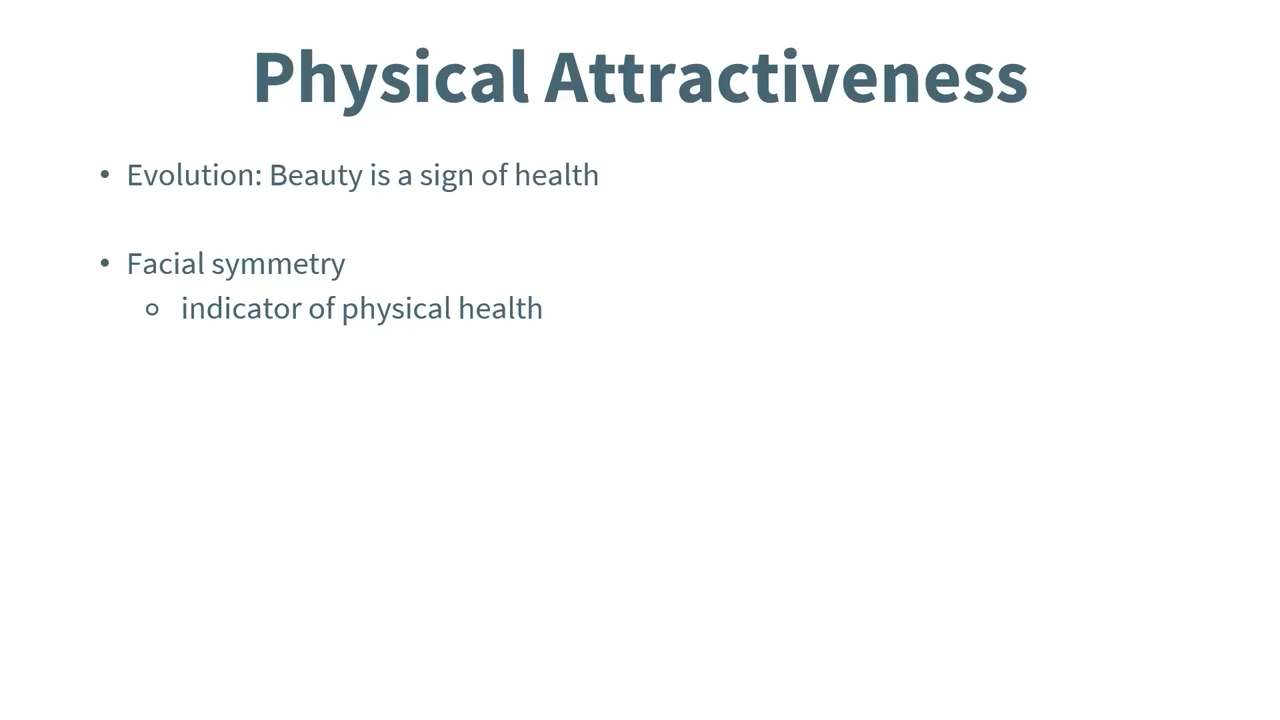 Physical Attractiveness
• Evolution: Beauty is a sign of health
• Facial symmetry
○ indicator of physical health